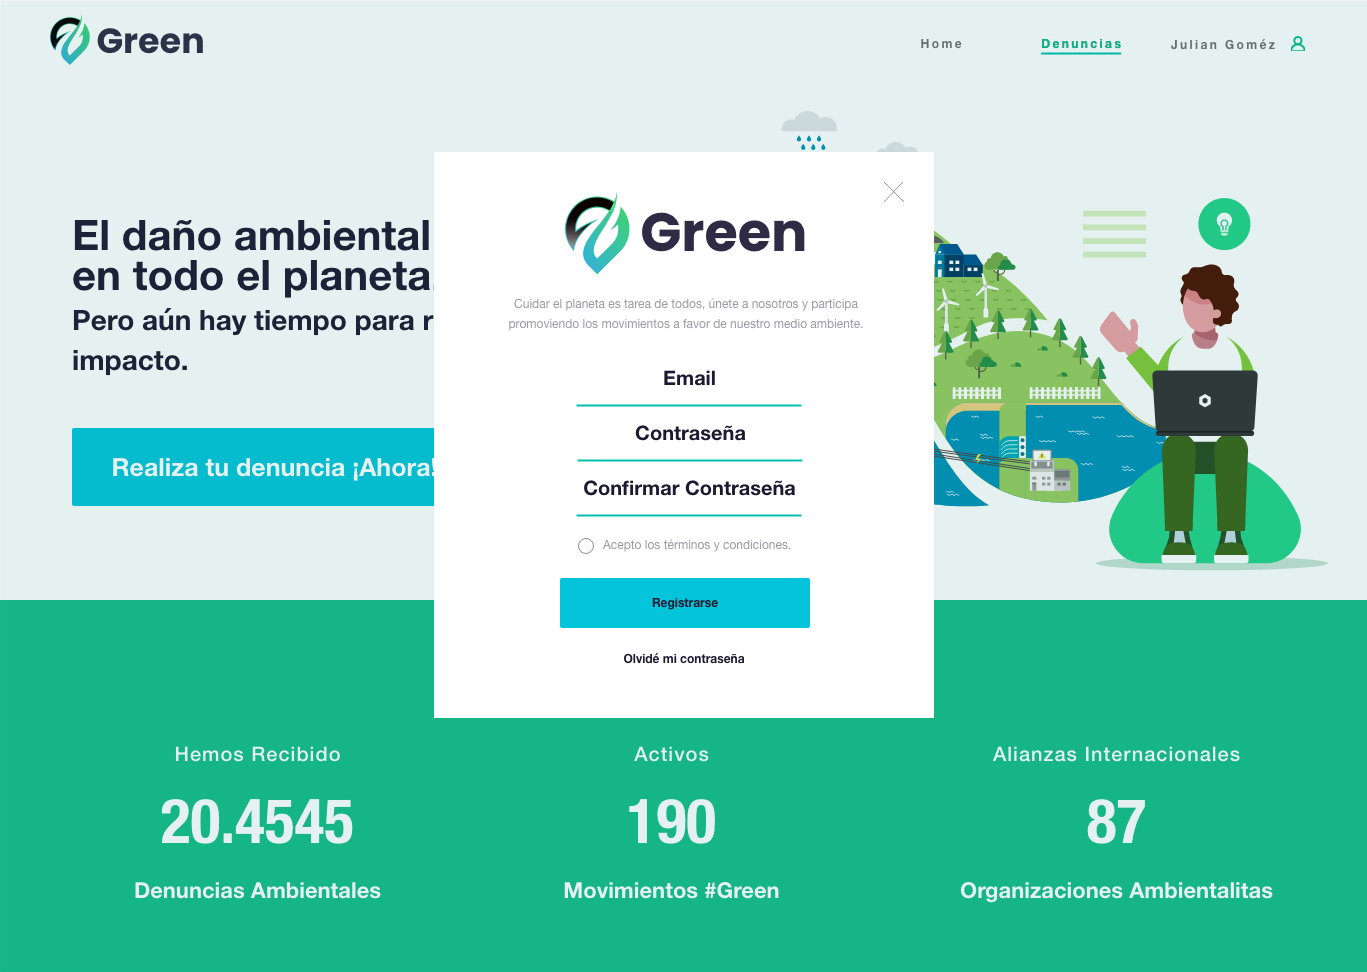 Green
Home
Denuncias
Julian Goméz
El daño ambiental
en todo el planeta
Pero aún hay tiempo para r
impacto.
Realiza tu denuncia ¡Ahora!
Green
Cuidar el planeta es tarea de todos, únete a nosotros y participa
promoviendo los movimientos a favor de nuestro medio ambiente.
Email
Contraseña
Confirmar Contraseña
Acepto los términos y condiciones.
Registrarse
Olvidé mi contraseña
Hemos Recibido
20.4545
Denuncias Ambientales
Activos
190
Movimientos #Green
Alianzas Internacionales
87
Organizaciones Ambientalitas